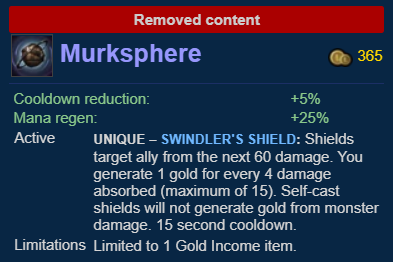 Removed content
Murksphere 365
Cooldown reduction: +5%
Mana regen: +25%
Active UNIQUE – SWINDLER'S SHIELD: Shields
target ally from the next 60 damage. You
generate 1 gold for every 4 damage
absorbed (maximum of 15). Self-cast
shields will not generate gold from monster
damage. 15 second cooldown.
Limitations Limited to 1 Gold Income item.